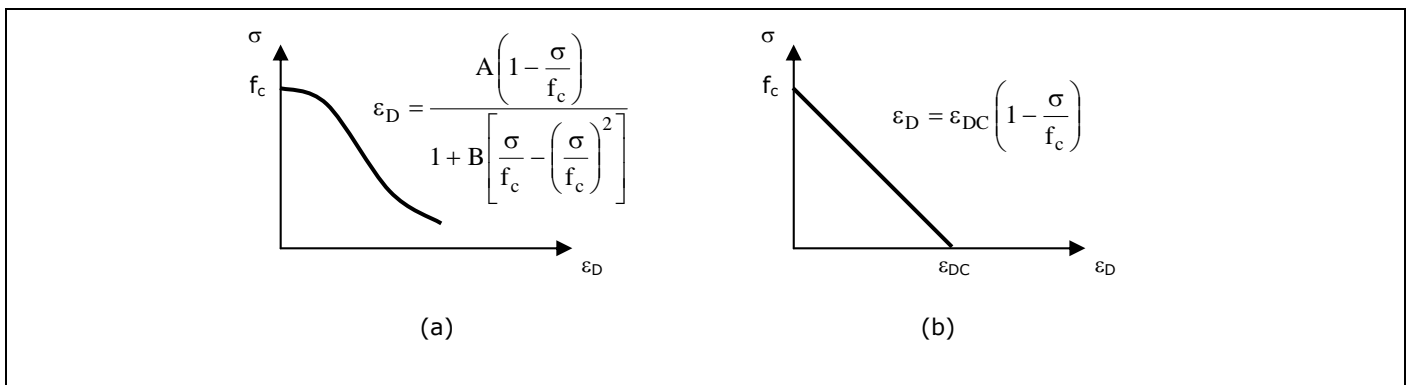 σ
f_c
ε_D = A(1 − σ/f_c) / (1 + B[σ/f_c − (σ/f_c)^2])
ε_D
(a)
σ
f_c
ε_D = ε_DC(1 − σ/f_c)
ε_DC
ε_D
(b)